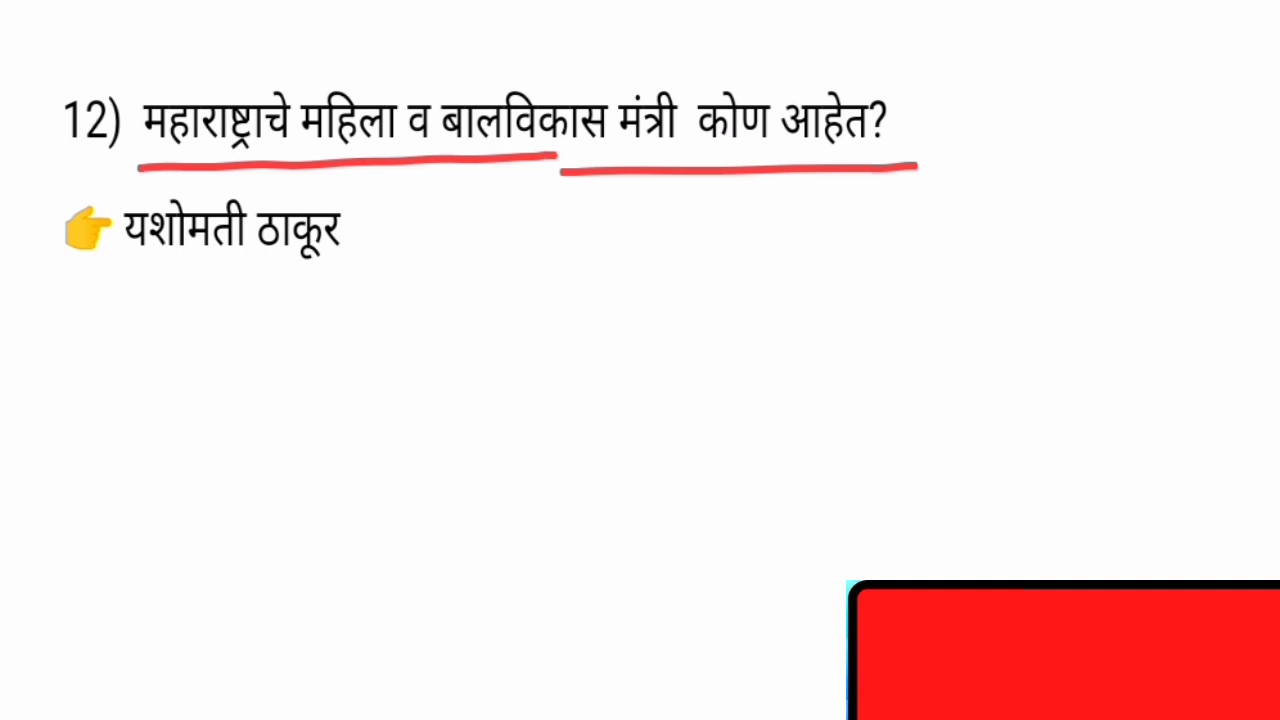 12) महाराष्ट्राचे महिला व बालविकास मंत्री कोण आहेत?
👉 यशोमती ठाकूर